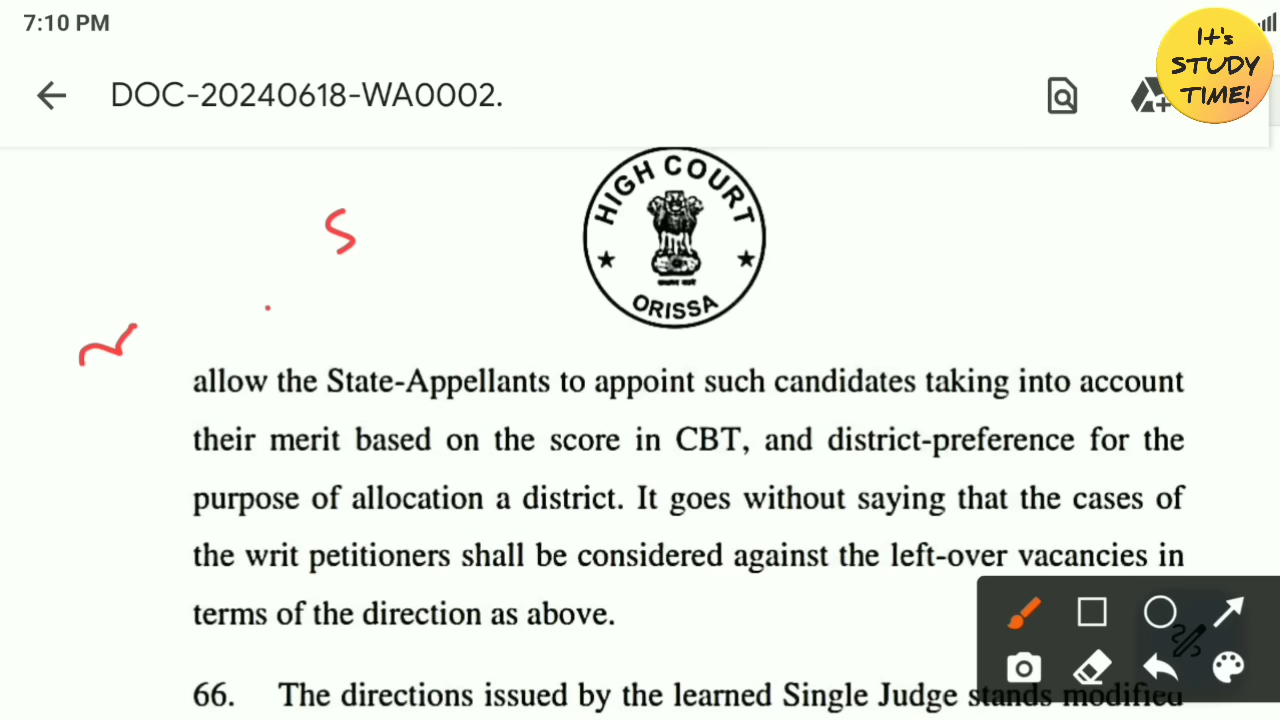 7:10 PM
It's
STUDY
TIME!
DOC-20240618-WA0002.
HIGH COURT
ORISSA
S
allow the State-Appellants to appoint such candidates taking into account
their merit based on the score in CBT, and district-preference for the
purpose of allocation a district. It goes without saying that the cases of
the writ petitioners shall be considered against the left-over vacancies in
terms of the direction as above.
66. The directions issued by the learned Single Judge stands modified